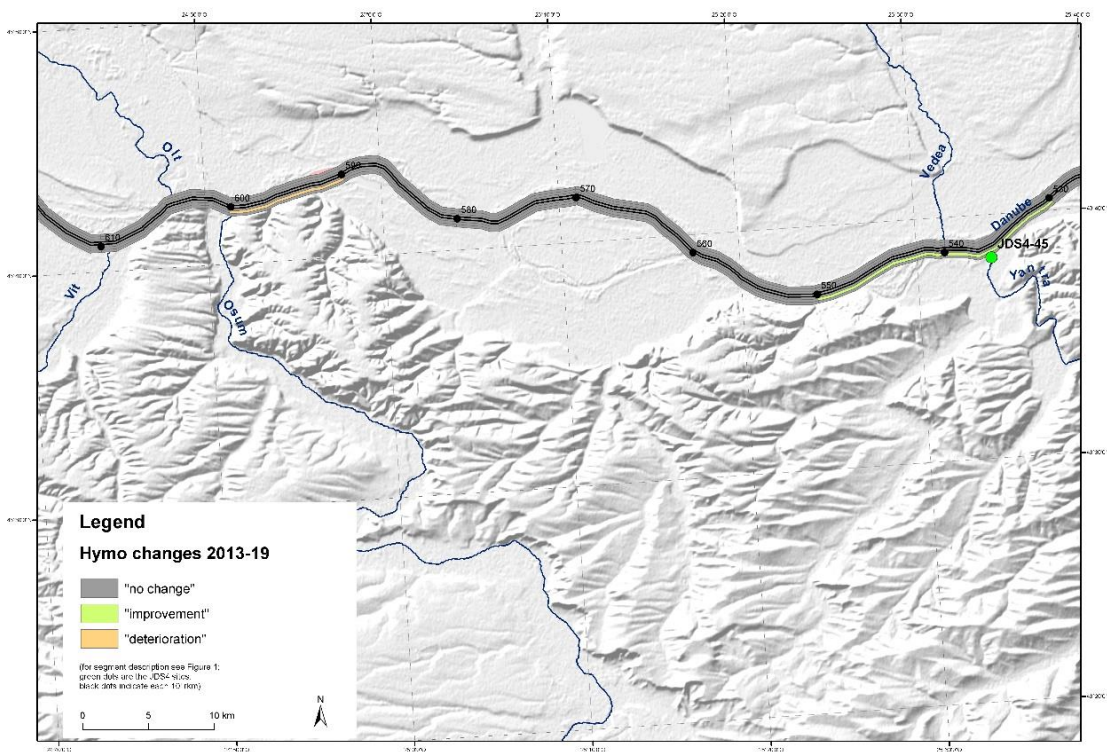 Olt
590
600
570
580
610
Vit
Osum
560
550
540
530
Vedea
Danube
JDS4-45
Yantra
Legend
Hymo changes 2013-19
"no change"
"improvement"
"deterioration"
(for segment description see Figure 1;
green dots are the JDS4 sites,
black dots indicate each 10 rkm)
0 5 10 km
N